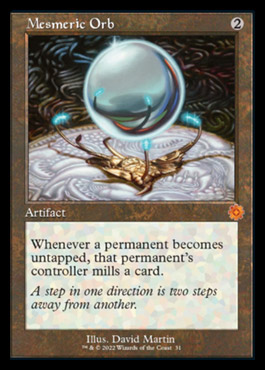 Mesmeric Orb 2
Artifact
Whenever a permanent becomes
untapped, that permanent's
controller mills a card.
A step in one direction is two steps
away from another.
Illus. David Martin
™ & © 2022 Wizards of the Coast 31